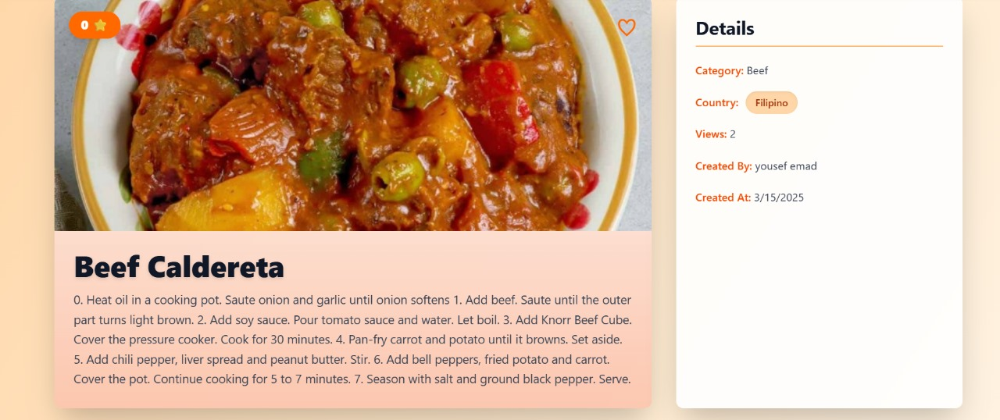 0
Beef Caldereta
0. Heat oil in a cooking pot. Saute onion and garlic until onion softens 1. Add beef. Saute until the outer
part turns light brown. 2. Add soy sauce. Pour tomato sauce and water. Let boil. 3. Add Knorr Beef Cube.
Cover the pressure cooker. Cook for 30 minutes. 4. Pan-fry carrot and potato until it browns. Set aside.
5. Add chili pepper, liver spread and peanut butter. Stir. 6. Add bell peppers, fried potato and carrot.
Cover the pot. Continue cooking for 5 to 7 minutes. 7. Season with salt and ground black pepper. Serve.
Details
Category: Beef
Country: Filipino
Views: 2
Created By: yousef emad
Created At: 3/15/2025